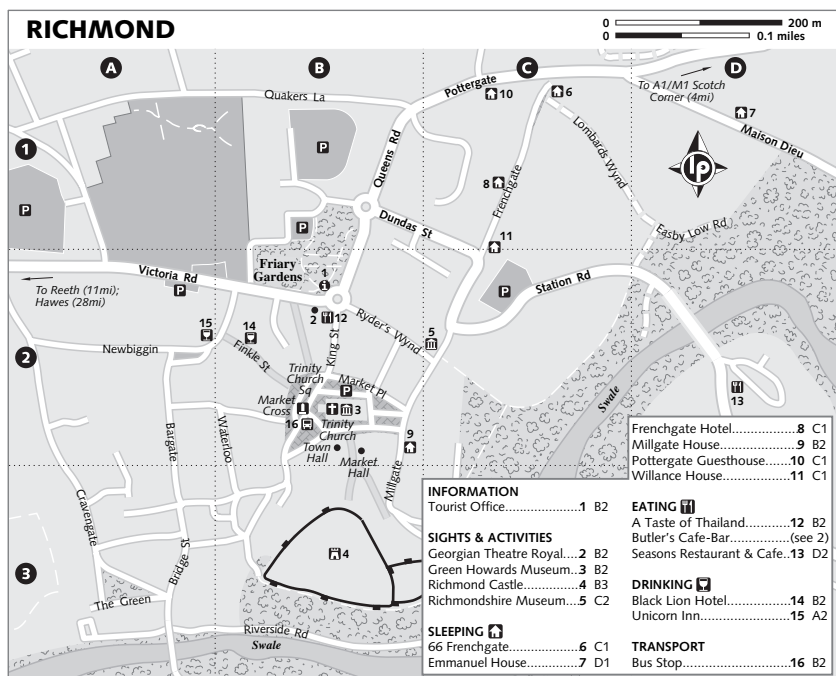 RICHMOND
0 200 m
0 0.1 miles
A
B
C
D
1
2
3
Quakers La
Pottergate
10
6
To A1/M1 Scotch
Corner (4mi)
7
Maison Dieu
P
P
Queens Rd
8
Frenchgate
Lombards Wynd
lp
Easby Low Rd
P
Dundas St
11
Friary
Gardens
Victoria Rd
To Reeth (11mi);
Hawes (28mi)
P
1
i
P
Station Rd
2
12
Ryder's Wynd
King St
5
15
14
Newbiggin
Finkle St
Trinity
Church
Sq
Market Pl
P
Market
Cross
3
16
Trinity
Church
Town
Hall
Market
Hall
9
Swale
13
Bargate
Waterloo
Millgate
Cravengate
4
Bridge St
The Green
Riverside Rd
Swale
INFORMATION
Tourist Office....................1 B2
SIGHTS & ACTIVITIES
Georgian Theatre Royal....2 B2
Green Howards Museum..3 B2
Richmond Castle...............4 B3
Richmondshire Museum...5 C2
SLEEPING
66 Frenchgate...................6 C1
Emmanuel House..............7 D1
Frenchgate Hotel................8 C1
Millgate House....................9 B2
Pottergate Guesthouse......10 C1
Willance House..................11 C1
EATING
A Taste of Thailand............12 B2
Butler's Cafe-Bar..............(see 2)
Seasons Restaurant & Cafe..13 D2
DRINKING
Black Lion Hotel.................14 B2
Unicorn Inn........................15 A2
TRANSPORT
Bus Stop............................16 B2